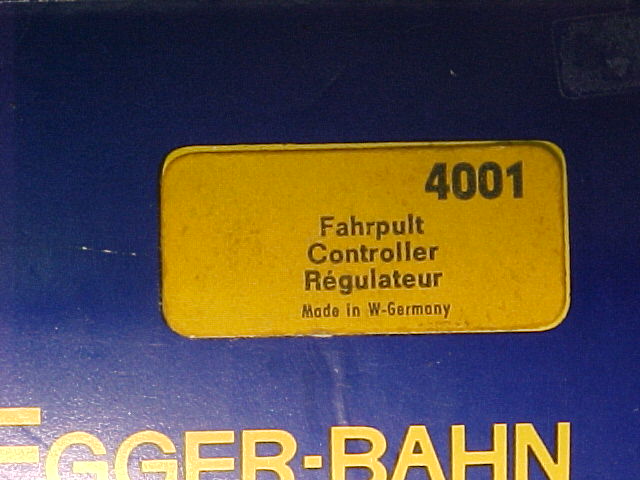 4001
Fahrpult
Controller
Régulateur
Made in W-Germany
EGGER-BAHN